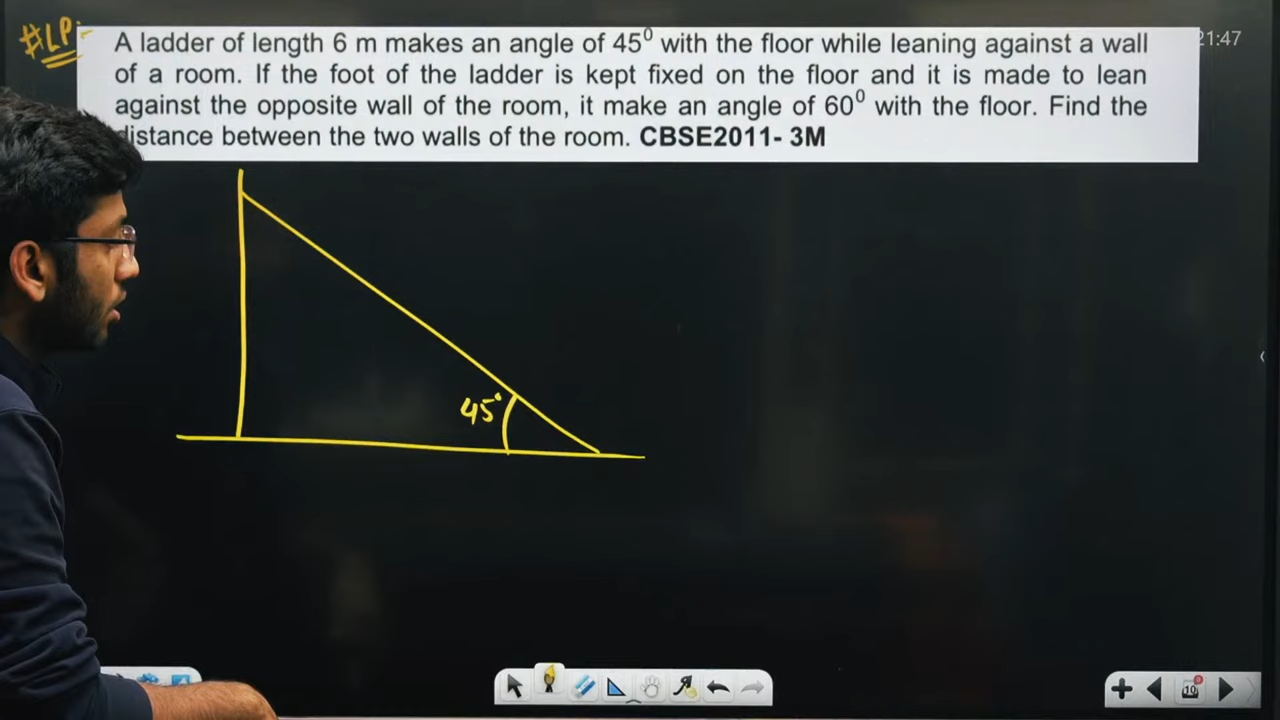 #LP:-
A ladder of length 6 m makes an angle of 45⁰ with the floor while leaning against a wall
of a room. If the foot of the ladder is kept fixed on the floor and it is made to lean
against the opposite wall of the room, it make an angle of 60⁰ with the floor. Find the
distance between the two walls of the room. CBSE2011- 3M
21:47
45°
10